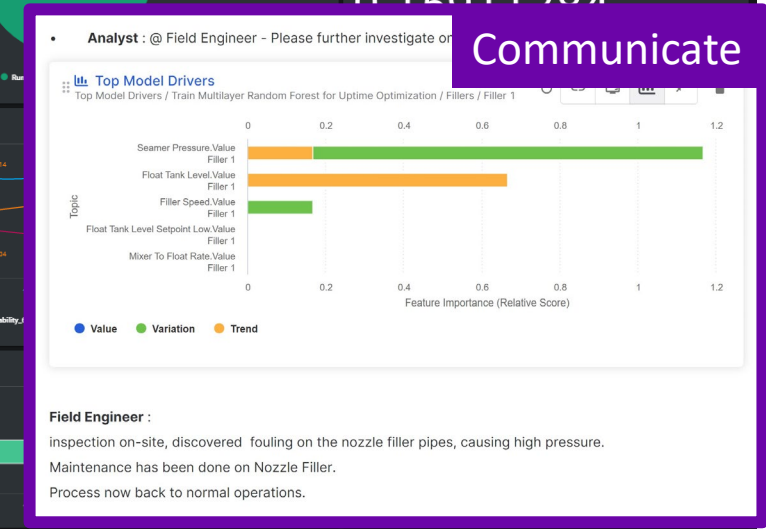 Communicate
• Analyst : @ Field Engineer - Please further investigate
Top Model Drivers
Top Model Drivers / Train Multilayer Random Forest for Uptime Optimization / Fillers / Filler 1
0 0.2 0.4 0.6 0.8 1 1.2
Seamer Pressure.Value
Filler 1
Float Tank Level.Value
Filler 1
Filler Speed.Value
Filler 1
Float Tank Level Setpoint Low.Value
Filler 1
Mixer To Float Rate.Value
Filler 1
Topic
0 0.2 0.4 0.6 0.8 1 1.2
Feature Importance (Relative Score)
Value Variation Trend
Field Engineer :
inspection on-site, discovered fouling on the nozzle filler pipes, causing high pressure.
Maintenance has been done on Nozzle Filler.
Process now back to normal operations.